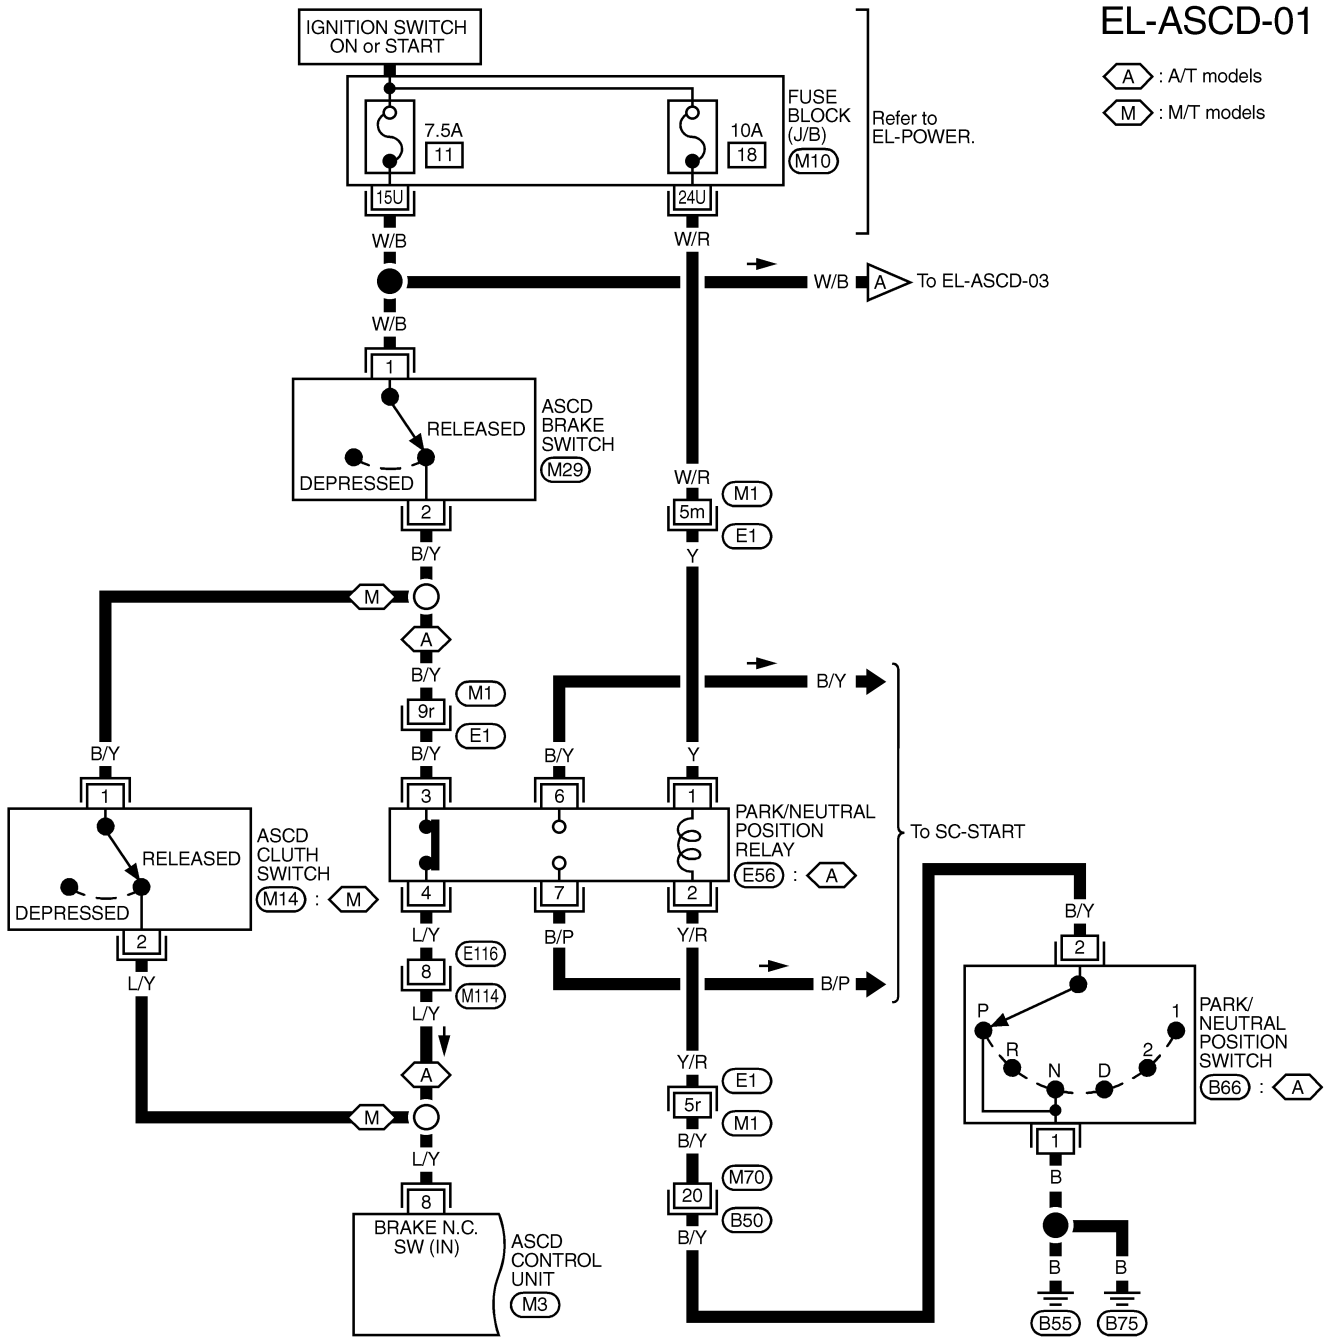 EL-ASCD-01
IGNITION SWITCH
ON or START
A : A/T models
M : M/T models
7.5A
11
10A
18
FUSE
BLOCK
(J/B)
M10
Refer to
EL-POWER.
15U
24U
W/B
W/R
W/B
A
To EL-ASCD-03
W/B
1
RELEASED
DEPRESSED
ASCD
BRAKE
SWITCH
M29
2
W/R
M1
5m
E1
B/Y
Y
M
A
B/Y
M1
9r
E1
B/Y
B/Y
B/Y
B/Y
Y
1
3
6
1
RELEASED
DEPRESSED
ASCD
CLUTH
SWITCH
M14 : M
PARK/NEUTRAL
POSITION
RELAY
E56 : A
To SC-START
2
4
7
2
L/Y
L/Y
B/P
Y/R
E116
8
M114
L/Y
B/P
A
M
L/Y
8
BRAKE N.C.
SW (IN)
ASCD
CONTROL
UNIT
M3
Y/R
E1
5r
M1
B/Y
M70
20
B50
B/Y
B/Y
2
P
R
N
D
2
1
PARK/
NEUTRAL
POSITION
SWITCH
B66 : A
1
B
B
B
B55
B75